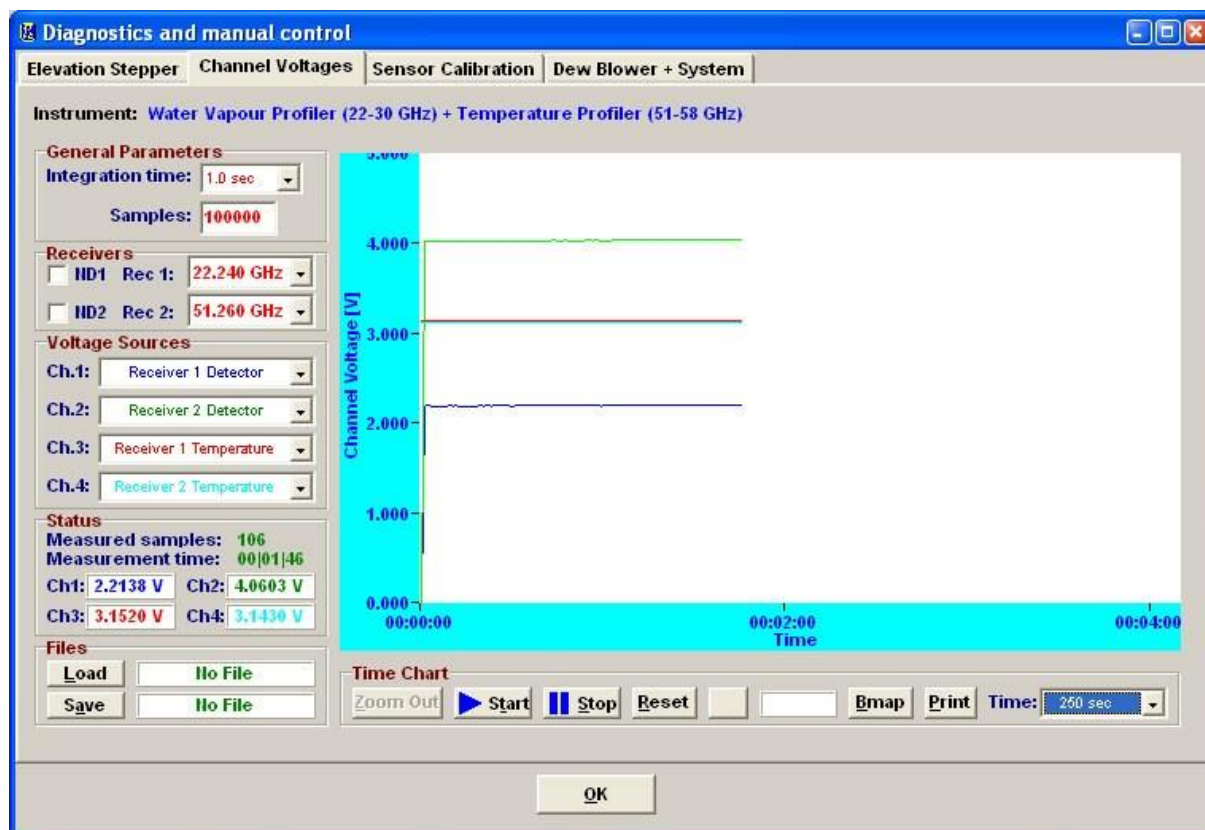 Diagnostics and manual control
Elevation Stepper Channel Voltages Sensor Calibration Dew Blower + System
Instrument: Water Vapour Profiler (22-30 GHz) + Temperature Profiler (51-58 GHz)
General Parameters
Integration time: 1.0 sec
Samples: 100000
Receivers
ND1 Rec 1: 22.240 GHz
ND2 Rec 2: 51.260 GHz
Voltage Sources
Ch.1: Receiver 1 Detector
Ch.2: Receiver 2 Detector
Ch.3: Receiver 1 Temperature
Ch.4: Receiver 2 Temperature
Status
Measured samples: 106
Measurement time: 00|01|46
Ch1: 2.2138 V Ch2: 4.0603 V
Ch3: 3.1520 V Ch4: 3.1430 V
Files
Load No File
Save No File
5.000
4.000
3.000
2.000
1.000
0.000
Channel Voltage [V]
00:00:00 00:02:00 00:04:00
Time
Time Chart
Zoom Out Start Stop Reset Bmap Print Time: 250 sec
OK